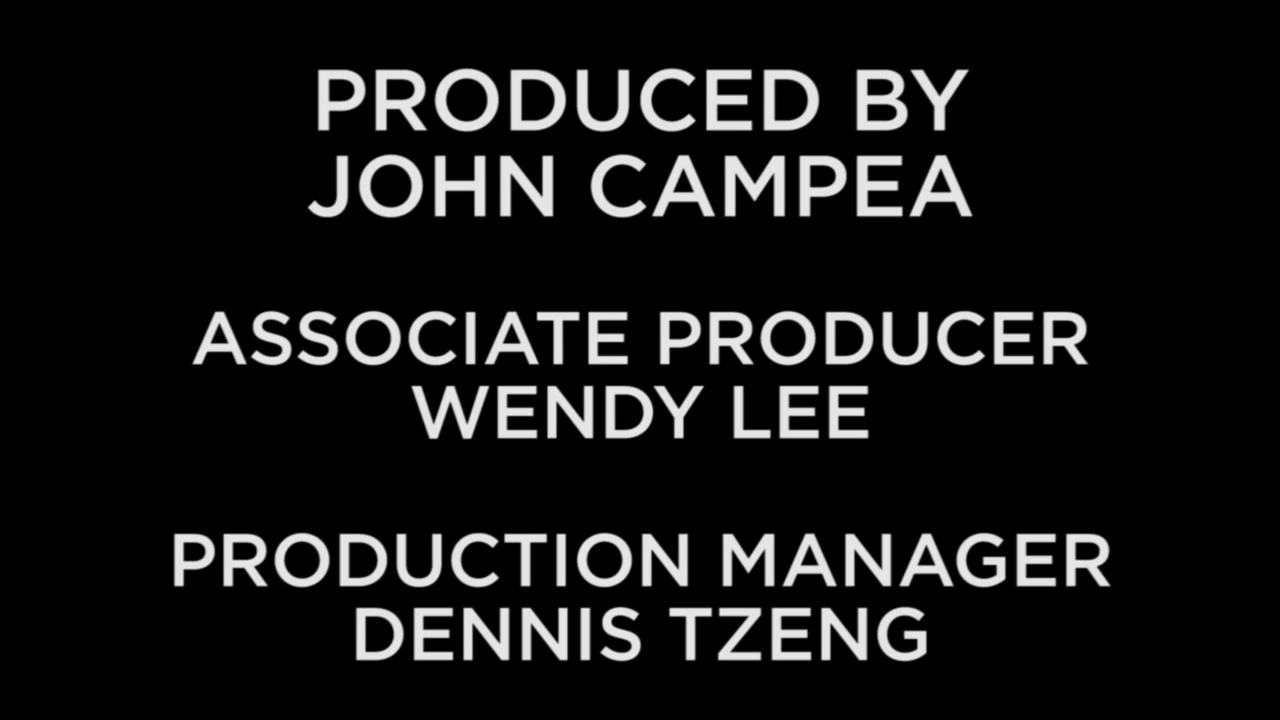 PRODUCED BY
JOHN CAMPEA
ASSOCIATE PRODUCER
WENDY LEE
PRODUCTION MANAGER
DENNIS TZENG